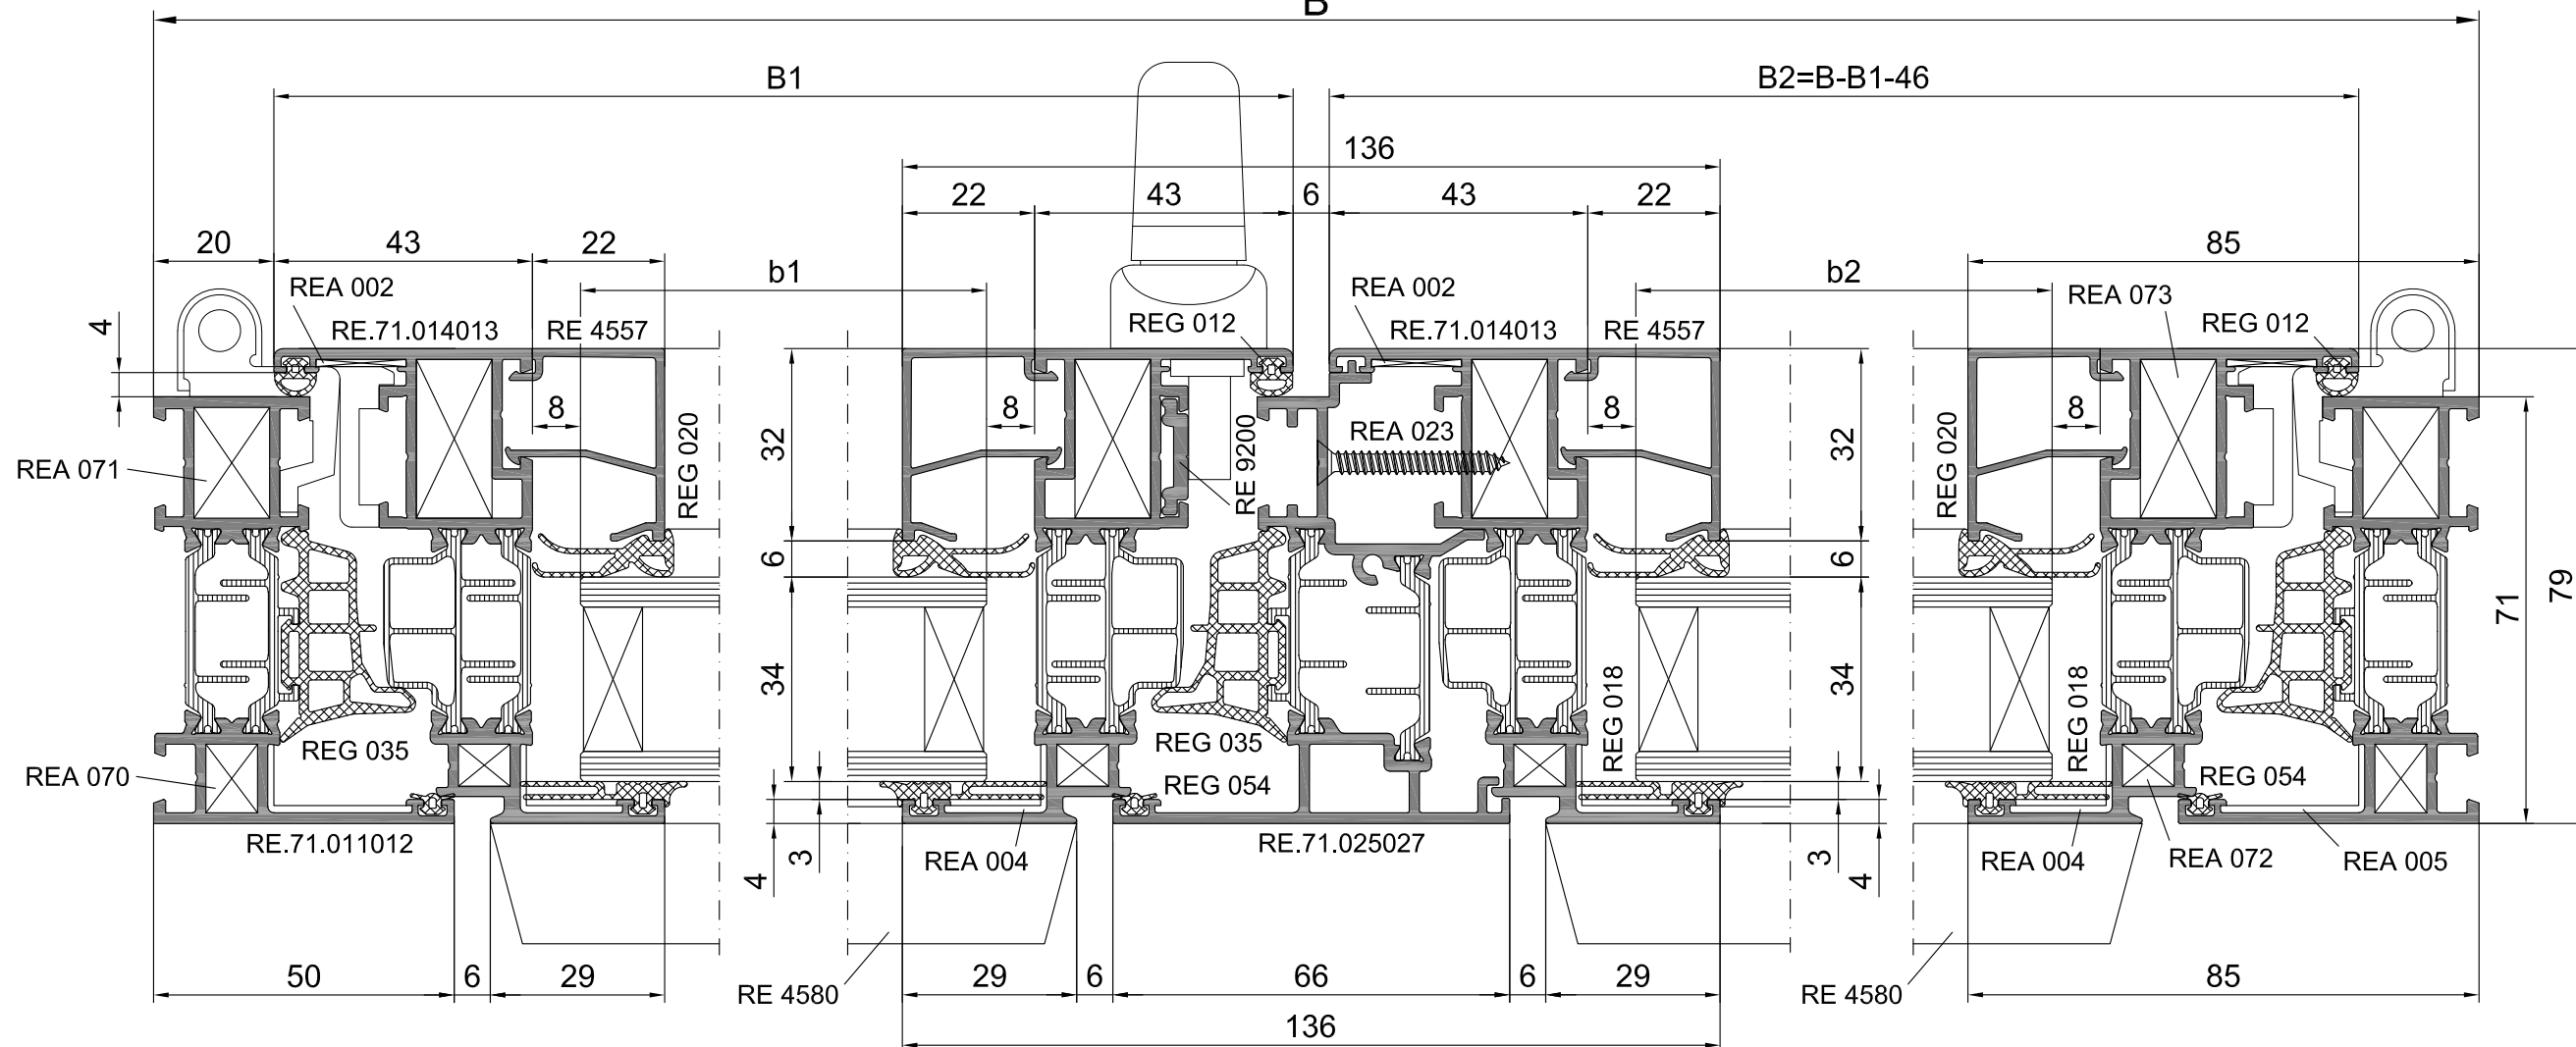 B
B1
B2=B-B1-46
136
22
43
6
43
22
20
43
22
85
b1
b2
REA 002
REA 002
REA 073
4
RE.71.014013
RE 4557
REG 012
RE.71.014013
RE 4557
REG 012
8
8
8
8
REG 020
32
REA 023
32
REG 020
REA 071
RE 9200
6
6
79
71
34
34
REG 018
REG 018
REG 035
REG 035
REA 070
REG 054
REG 054
RE.71.011012
RE.71.025027
3
REA 004
3
REA 004
REA 072
REA 005
4
4
50
6
29
RE 4580
29
6
66
6
29
RE 4580
85
136